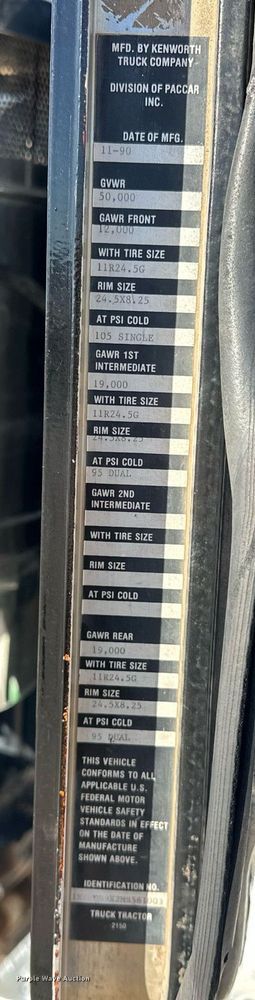 MFD. BY KENWORTH
TRUCK COMPANY
DIVISION OF PACCAR
INC.
DATE OF MFG.
11-90
GVWR
50,000
GAWR FRONT
12,000
WITH TIRE SIZE
11R24.5G
RIM SIZE
24.5X8.25
AT PSI COLD
105 SINGLE
GAWR 1ST
INTERMEDIATE
19,000
WITH TIRE SIZE
11R24.5G
RIM SIZE
24.5X8.25
AT PSI COLD
95 DUAL
GAWR 2ND
INTERMEDIATE
WITH TIRE SIZE
RIM SIZE
AT PSI COLD
GAWR REAR
19,000
WITH TIRE SIZE
11R24.5G
RIM SIZE
24.5X8.25
AT PSI COLD
95 DUAL
THIS VEHICLE
CONFORMS TO ALL
APPLICABLE U.S.
FEDERAL MOTOR
VEHICLE SAFETY
STANDARDS IN EFFECT
ON THE DATE OF
MANUFACTURE
SHOWN ABOVE.
IDENTIFICATION NO.
TRUCK TRACTOR
2150
Purple Wave Auction